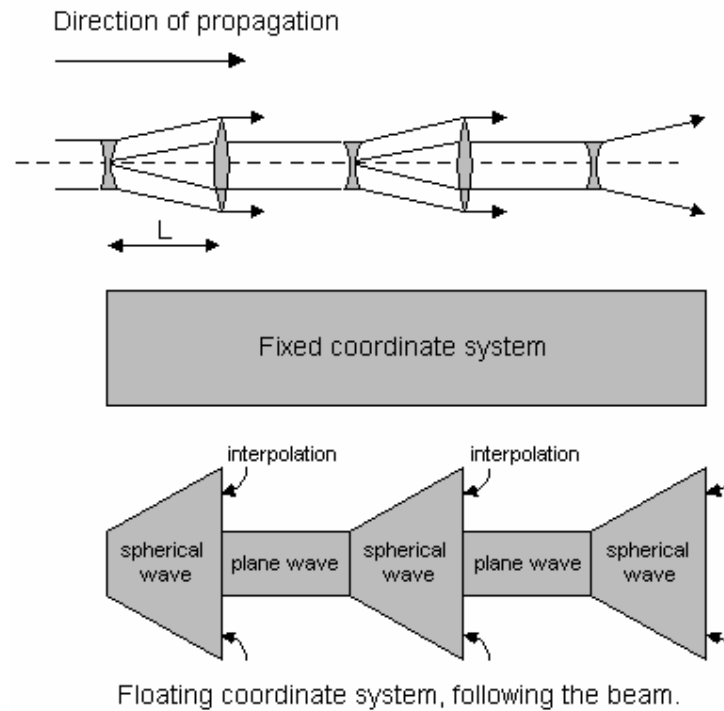 Direction of propagation
L
Fixed coordinate system
interpolation
interpolation
spherical
wave
plane wave
spherical
wave
plane wave
spherical
wave
Floating coordinate system, following the beam.